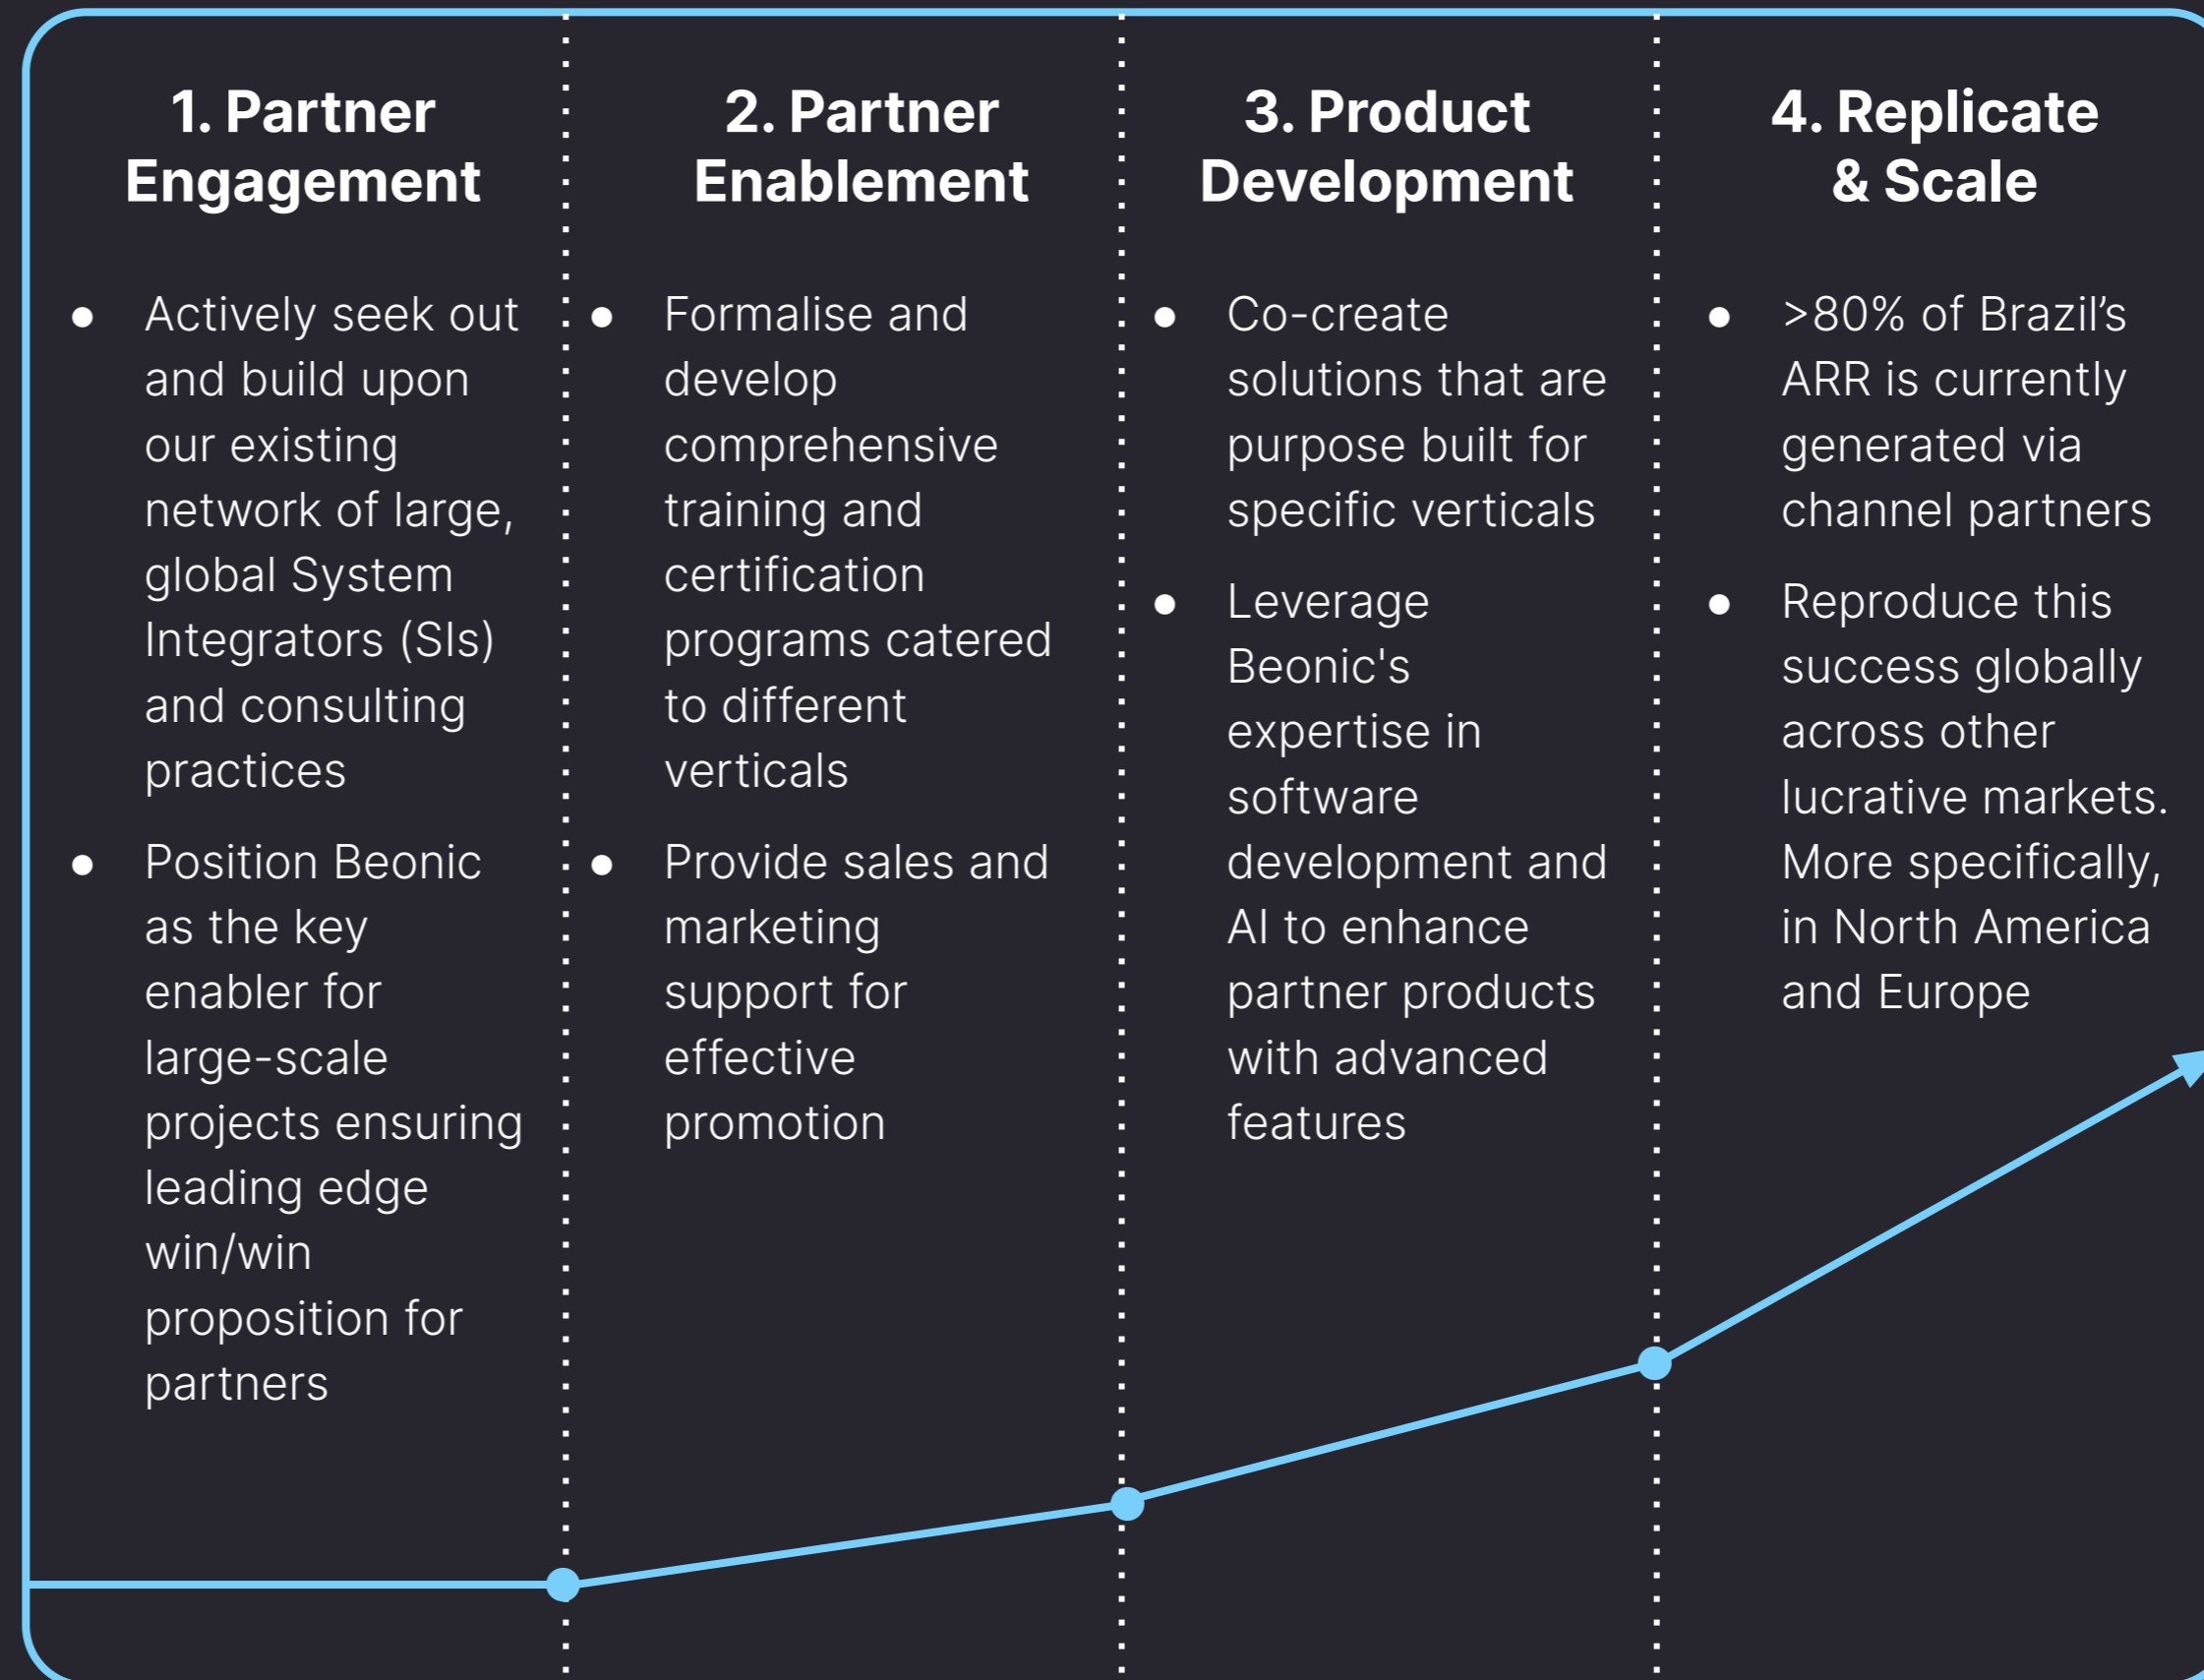 1. Partner
Engagement
• Actively seek out
and build upon
our existing
network of large,
global System
Integrators (SIs)
and consulting
practices
• Position Beonic
as the key
enabler for
large-scale
projects ensuring
leading edge
win/win
proposition for
partners
2. Partner
Enablement
• Formalise and
develop
comprehensive
training and
certification
programs catered
to different
verticals
• Provide sales and
marketing
support for
effective
promotion
3. Product
Development
• Co-create
solutions that are
purpose built for
specific verticals
• Leverage
Beonic's
expertise in
software
development and
AI to enhance
partner products
with advanced
features
4. Replicate
& Scale
• >80% of Brazil’s
ARR is currently
generated via
channel partners
• Reproduce this
success globally
across other
lucrative markets.
More specifically,
in North America
and Europe